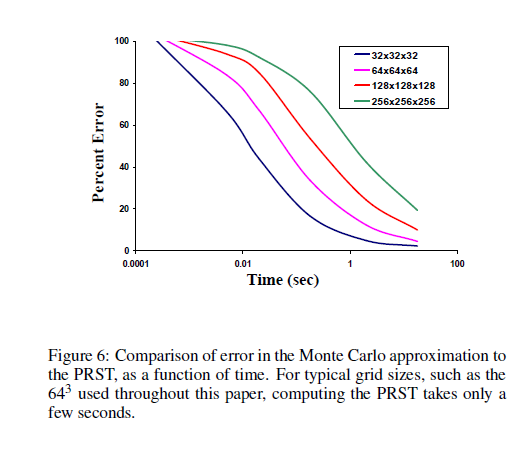 100
80
60
40
20
0
Percent Error
32x32x32
64x64x64
128x128x128
256x256x256
0.0001
0.01
1
100
Time (sec)
Figure 6: Comparison of error in the Monte Carlo approximation to
the PRST, as a function of time. For typical grid sizes, such as the
64³ used throughout this paper, computing the PRST takes only a
few seconds.